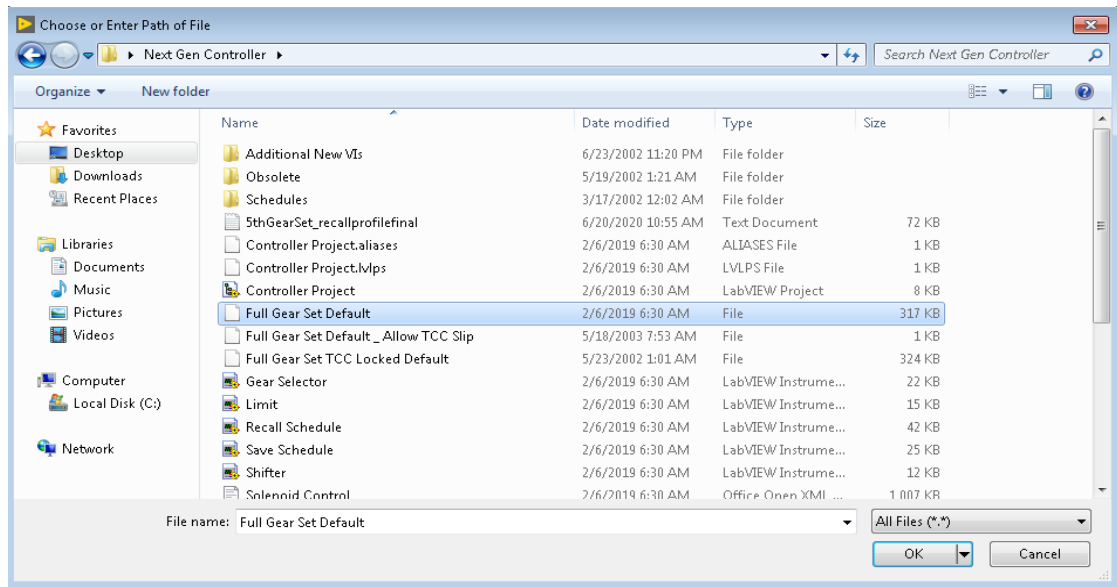 Choose or Enter Path of File
Next Gen Controller
Search Next Gen Controller
Organize New folder
Favorites
Desktop
Downloads
Recent Places
Libraries
Documents
Music
Pictures
Videos
Computer
Local Disk (C:)
Network
Name Date modified Type Size
Additional New VIs 6/23/2002 11:20 PM File folder
Obsolete 5/19/2002 1:21 AM File folder
Schedules 3/17/2002 12:02 AM File folder
5thGearSet_recallprofilefinal 6/20/2020 10:55 AM Text Document 72 KB
Controller Project.aliases 2/6/2019 6:30 AM ALIASES File 1 KB
Controller Project.lvlps 2/6/2019 6:30 AM LVLPS File 1 KB
Controller Project 2/6/2019 6:30 AM LabVIEW Project 8 KB
Full Gear Set Default 2/6/2019 6:30 AM File 317 KB
Full Gear Set Default _ Allow TCC Slip 5/18/2003 7:53 AM File 1 KB
Full Gear Set TCC Locked Default 5/23/2002 1:01 AM File 324 KB
Gear Selector 2/6/2019 6:30 AM LabVIEW Instrume... 22 KB
Limit 2/6/2019 6:30 AM LabVIEW Instrume... 15 KB
Recall Schedule 2/6/2019 6:30 AM LabVIEW Instrume... 42 KB
Save Schedule 2/6/2019 6:30 AM LabVIEW Instrume... 25 KB
Shifter 2/6/2019 6:30 AM LabVIEW Instrume... 12 KB
Solenoid Control 2/6/2019 6:30 AM Office Open XML ... 1,007 KB
File name: Full Gear Set Default All Files (*.*)
OK Cancel